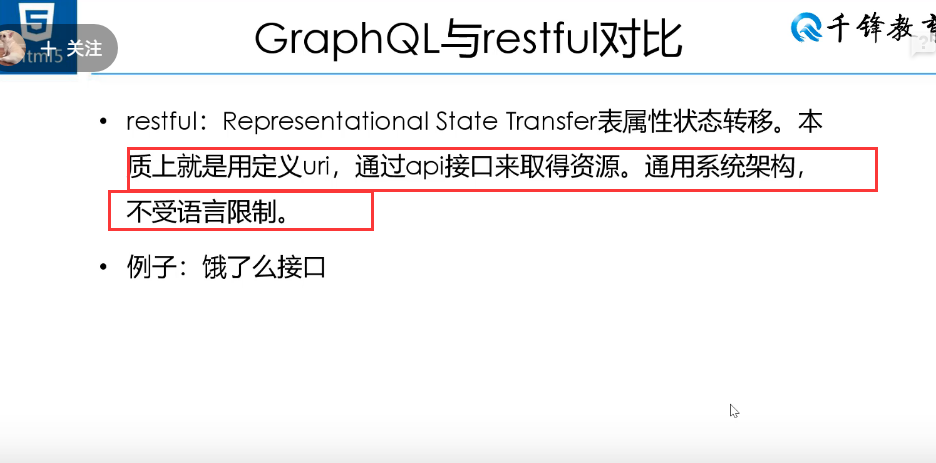 GraphQL与restful对比
千锋教育
+ 关注
html5
• restful：Representational State Transfer表属性状态转移。本
质上就是用定义uri，通过api接口来取得资源。通用系统架构，
不受语言限制。
• 例子：饿了么接口